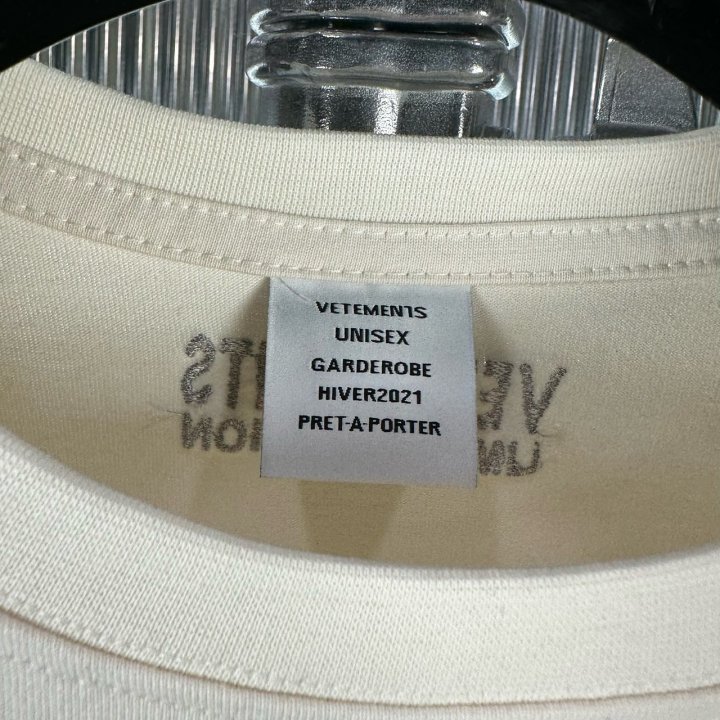 VETEMENTS
UNISEX
GARDEROBE
HIVER2021
PRET-A-PORTER